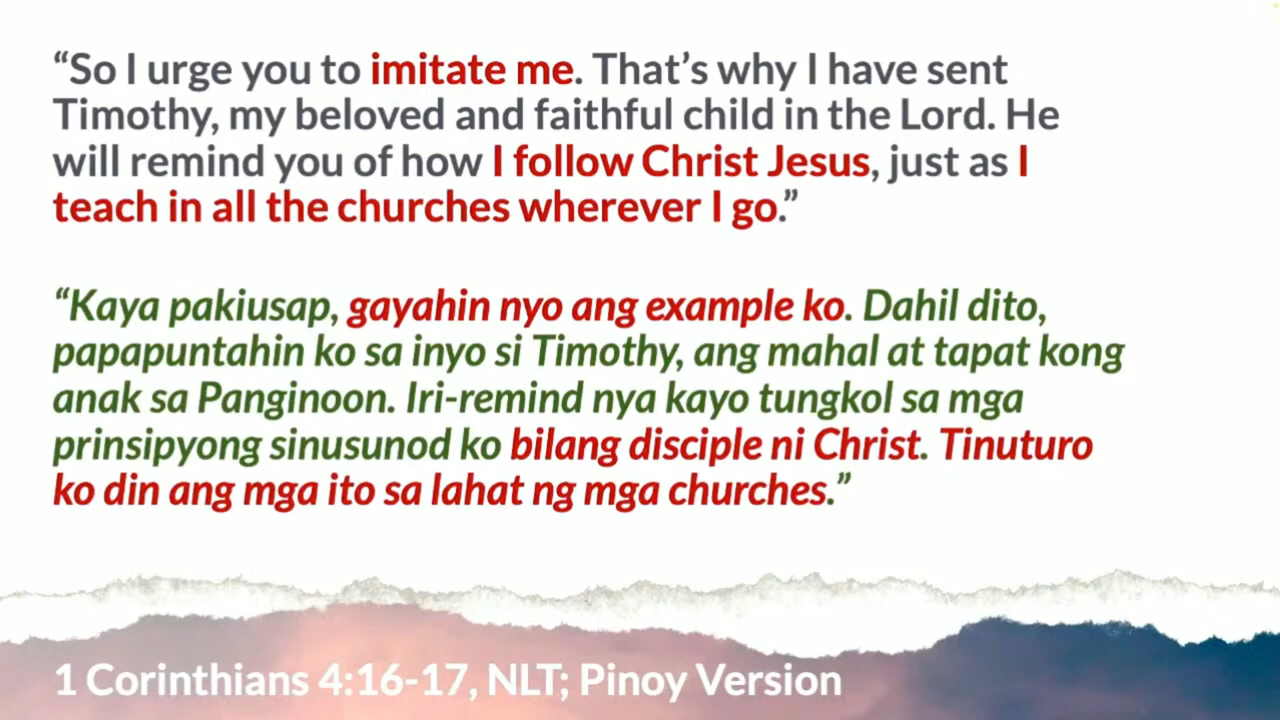 “So I urge you to imitate me. That’s why I have sent
Timothy, my beloved and faithful child in the Lord. He
will remind you of how I follow Christ Jesus, just as I
teach in all the churches wherever I go.”
“Kaya pakiusap, gayahin nyo ang example ko. Dahil dito,
papapuntahin ko sa inyo si Timothy, ang mahal at tapat kong
anak sa Panginoon. Iri-remind nya kayo tungkol sa mga
prinsipyong sinusunod ko bilang disciple ni Christ. Tinuturo
ko din ang mga ito sa lahat ng mga churches.”
1 Corinthians 4:16-17, NLT; Pinoy Version